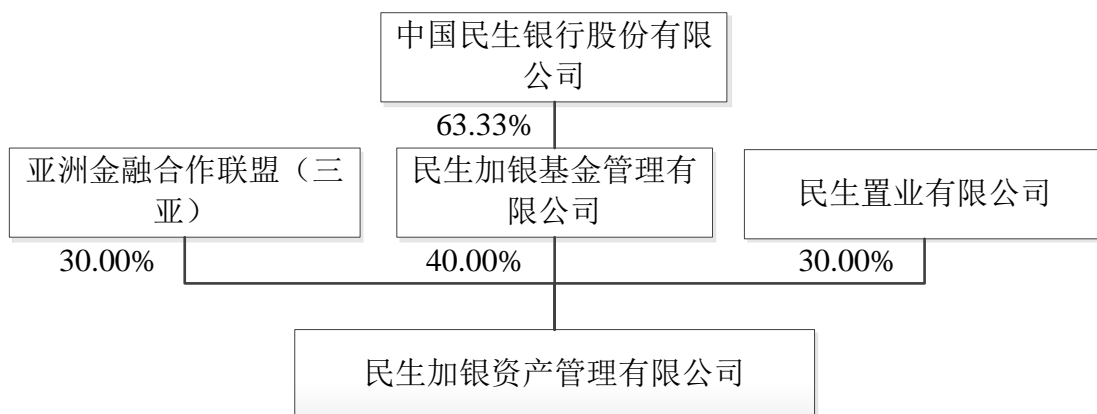 中国民生银行股份有限
公司
63.33%
亚洲金融合作联盟（三
亚）
民生加银基金管理有
限公司
民生置业有限公司
30.00%
40.00%
30.00%
民生加银资产管理有限公司